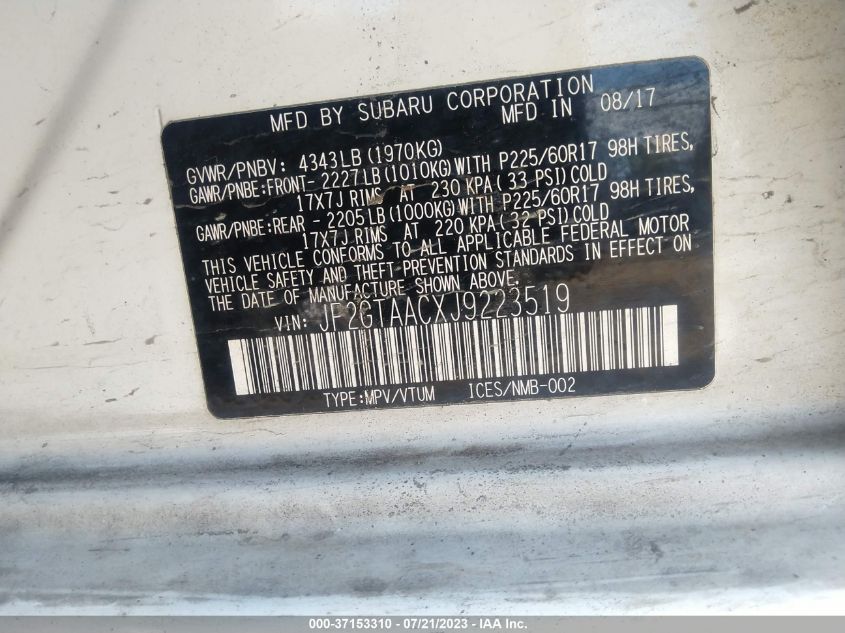 MFD BY SUBARU CORPORATION
MFD IN 08/17
GVWR/PNBV: 4343LB(1970KG)
GAWR/PNBE:FRONT- 2227LB(1010KG)WITH P225/60R17 98H TIRES,
17X7J RIMS AT 230 KPA(33 PSI)COLD
GAWR/PNBE:REAR - 2205LB(1000KG)WITH P225/60R17 98H TIRES,
17X7J RIMS AT 220 KPA(32 PSI)COLD
THIS VEHICLE CONFORMS TO ALL APPLICABLE FEDERAL MOTOR
VEHICLE SAFETY AND THEFT PREVENTION STANDARDS IN EFFECT ON
THE DATE OF MANUFACTURE SHOWN ABOVE.
VIN: JF2GTAACXJ9223519
TYPE:MPV/VTUM ICES/NMB-002
000-37153310 - 07/21/2023 - IAA Inc.